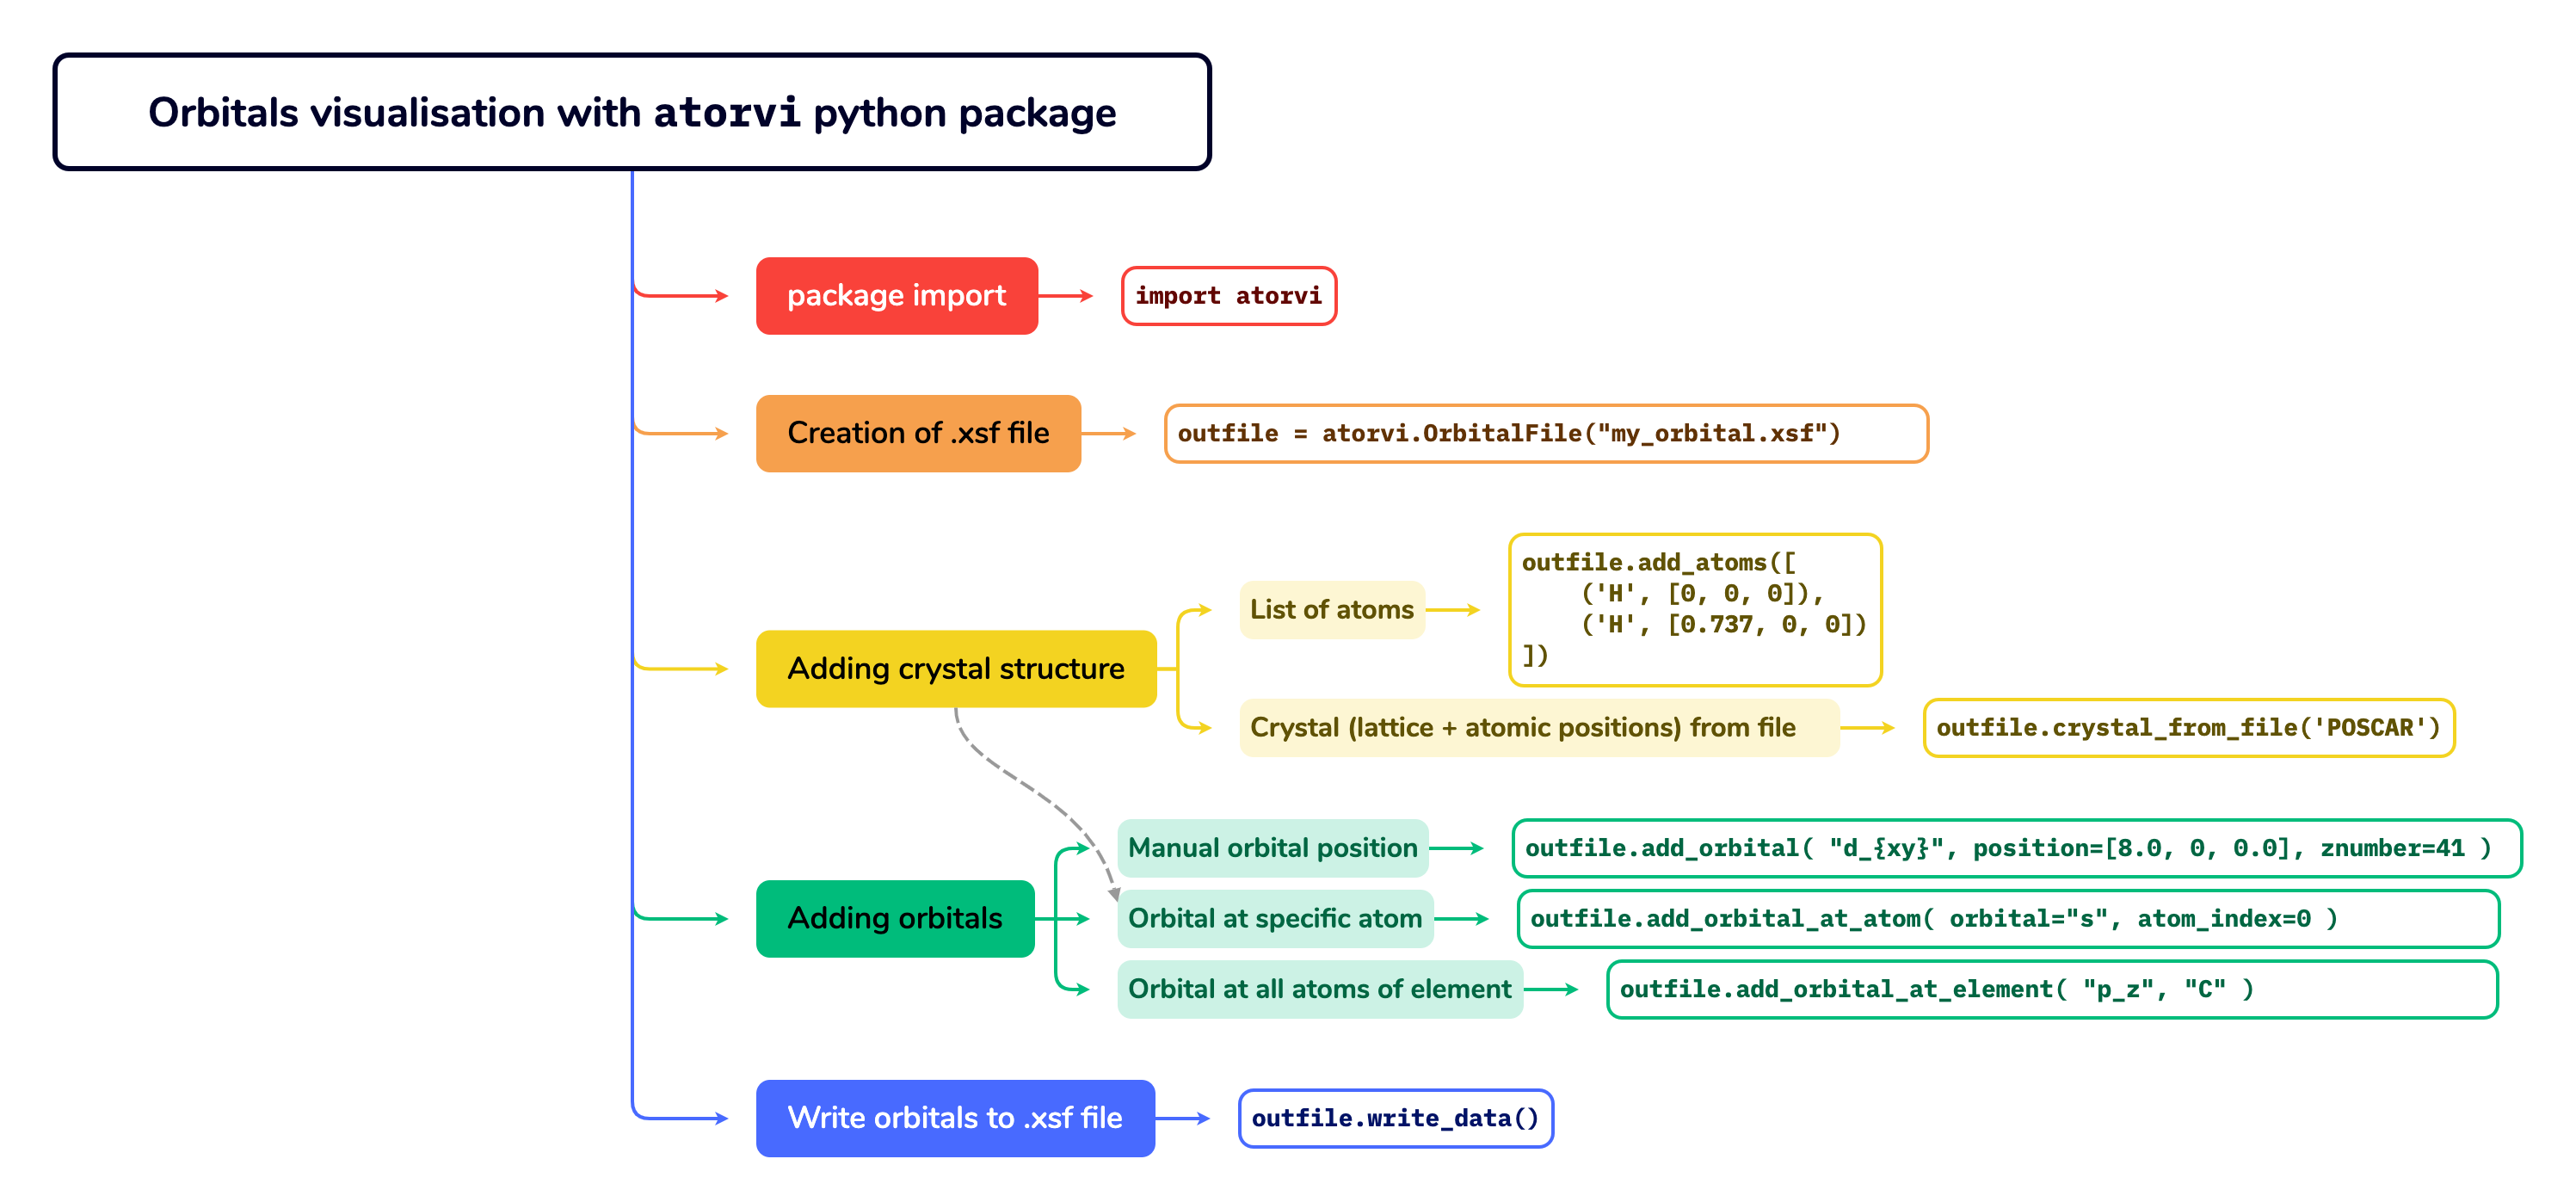 Orbitals visualisation with atorvi python package
package import
import atorvi
Creation of .xsf file
outfile = atorvi.OrbitalFile("my_orbital.xsf")
Adding crystal structure
List of atoms
outfile.add_atoms([
    ('H', [0, 0, 0]),
    ('H', [0.737, 0, 0])
])
Crystal (lattice + atomic positions) from file
outfile.crystal_from_file('POSCAR')
Adding orbitals
Manual orbital position
outfile.add_orbital( "d_{xy}", position=[8.0, 0, 0.0], znumber=41 )
Orbital at specific atom
outfile.add_orbital_at_atom( orbital="s", atom_index=0 )
Orbital at all atoms of element
outfile.add_orbital_at_element( "p_z", "C" )
Write orbitals to .xsf file
outfile.write_data()